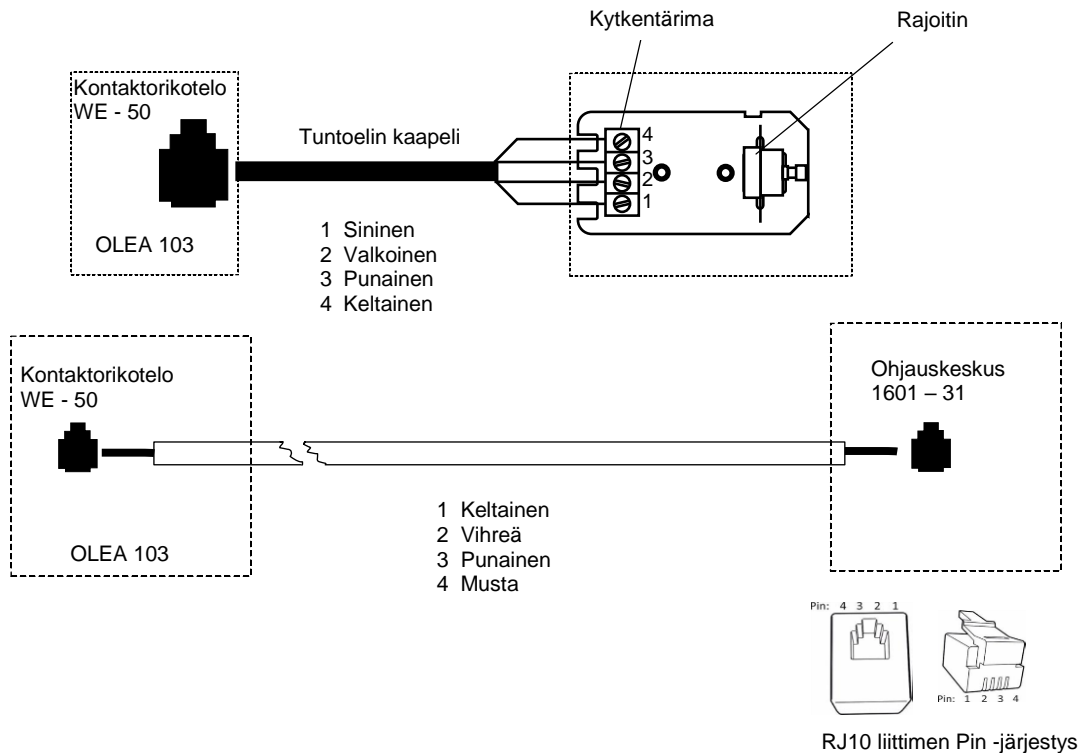 Kytkentärima
Rajoitin
Kontaktorikotelo
WE - 50
Tuntoelin kaapeli
4
3
2
1
OLEA 103
1 Sininen
2 Valkoinen
3 Punainen
4 Keltainen
Kontaktorikotelo
WE - 50
Ohjauskeskus
1601 – 31
OLEA 103
1 Keltainen
2 Vihreä
3 Punainen
4 Musta
Pin: 4 3 2 1
Pin: 1 2 3 4
RJ10 liittimen Pin -järjestys